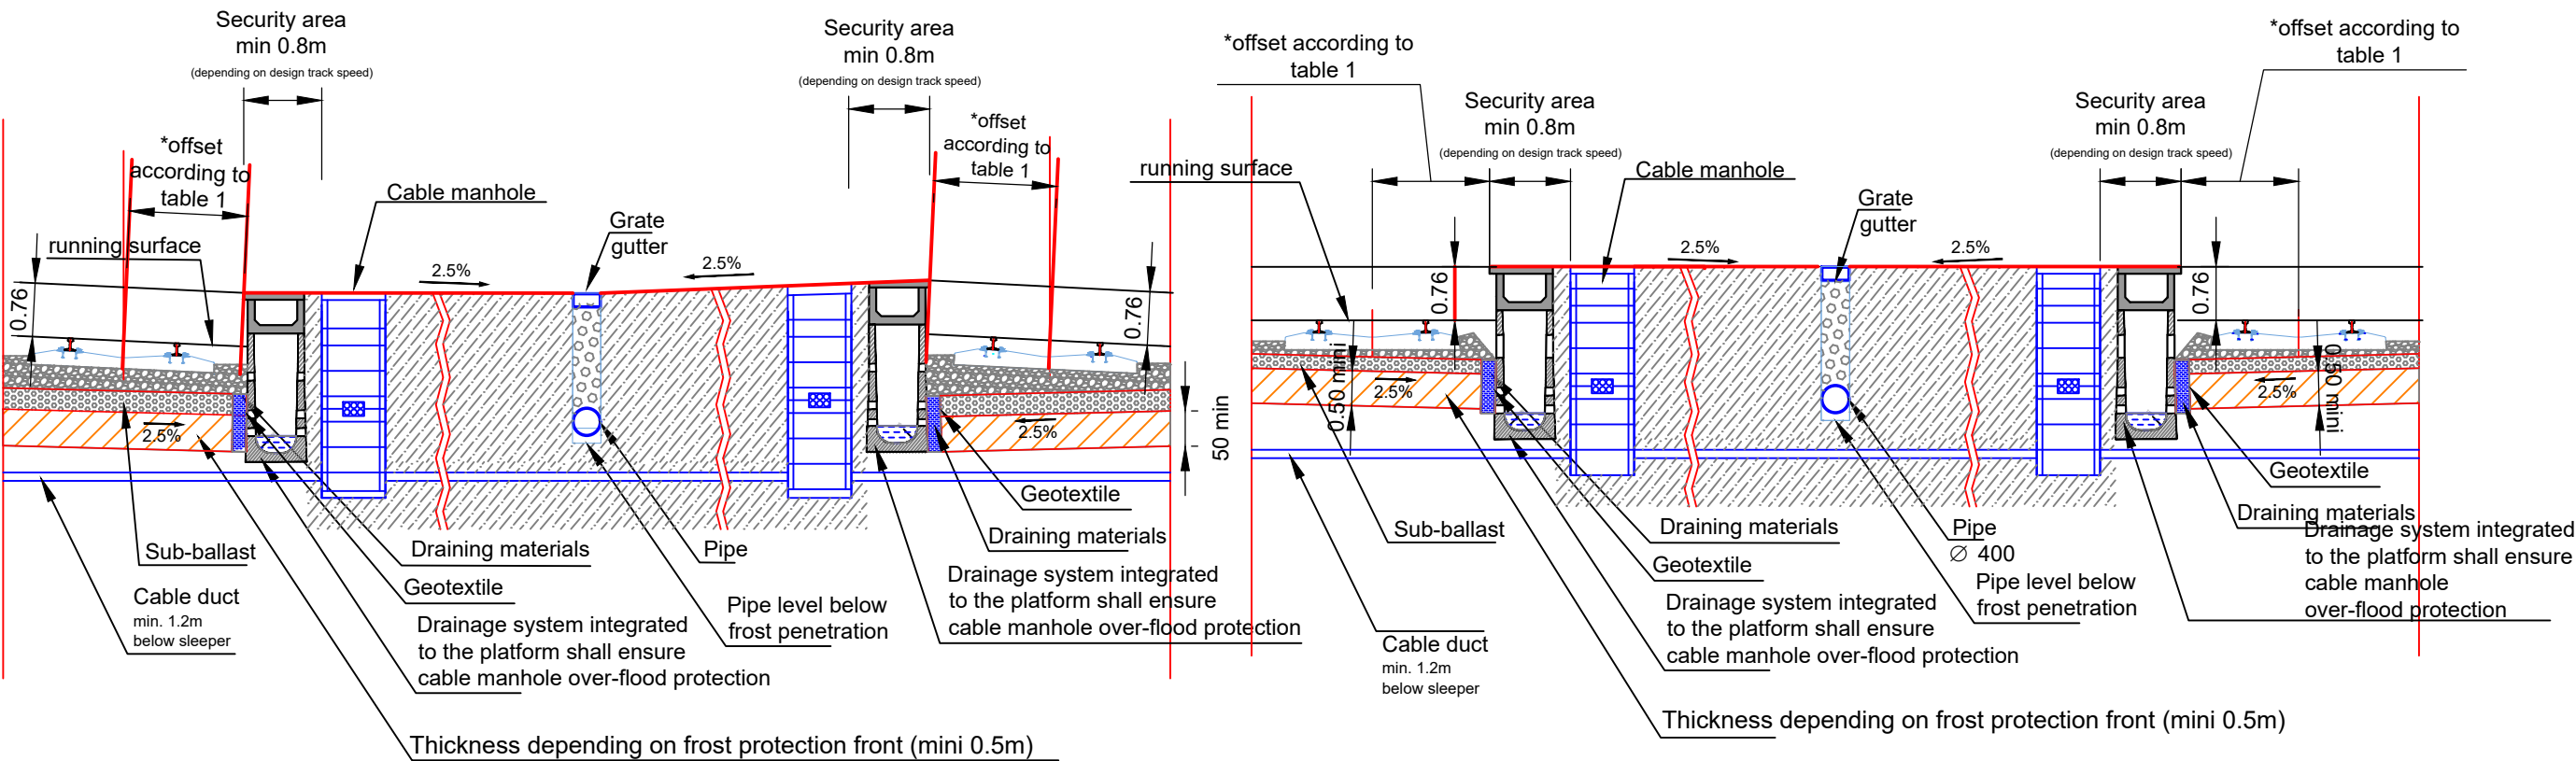 Security area
min 0.8m
(depending on design track speed)
Security area
min 0.8m
(depending on design track speed)
*offset
according to
table 1
*offset
according to
table 1
Cable manhole
Grate
gutter
running surface
2.5%
2.5%
0.76
0.76
2.5%
2.5%
50 min
Geotextile
Draining materials
Sub-ballast
Draining materials
Pipe
Geotextile
Cable duct
min. 1.2m
below sleeper
Drainage system integrated
to the platform shall ensure
cable manhole over-flood protection
Pipe level below
frost penetration
Drainage system integrated
to the platform shall ensure
cable manhole over-flood protection
Thickness depending on frost protection front (mini 0.5m)
*offset according to
table 1
*offset according to
table 1
Security area
min 0.8m
(depending on design track speed)
Security area
min 0.8m
(depending on design track speed)
running surface
Cable manhole
Grate
gutter
2.5%
2.5%
0.76
0.76
0.50 mini
0.50 mini
2.5%
2.5%
Geotextile
Draining materials
Sub-ballast
Draining materials
Pipe
Ø 400
Geotextile
Pipe level below
frost penetration
Drainage system integrated
to the platform shall ensure
cable manhole
over-flood protection
Drainage system integrated
to the platform shall ensure
cable manhole over-flood protection
Cable duct
min. 1.2m
below sleeper
Thickness depending on frost protection front (mini 0.5m)